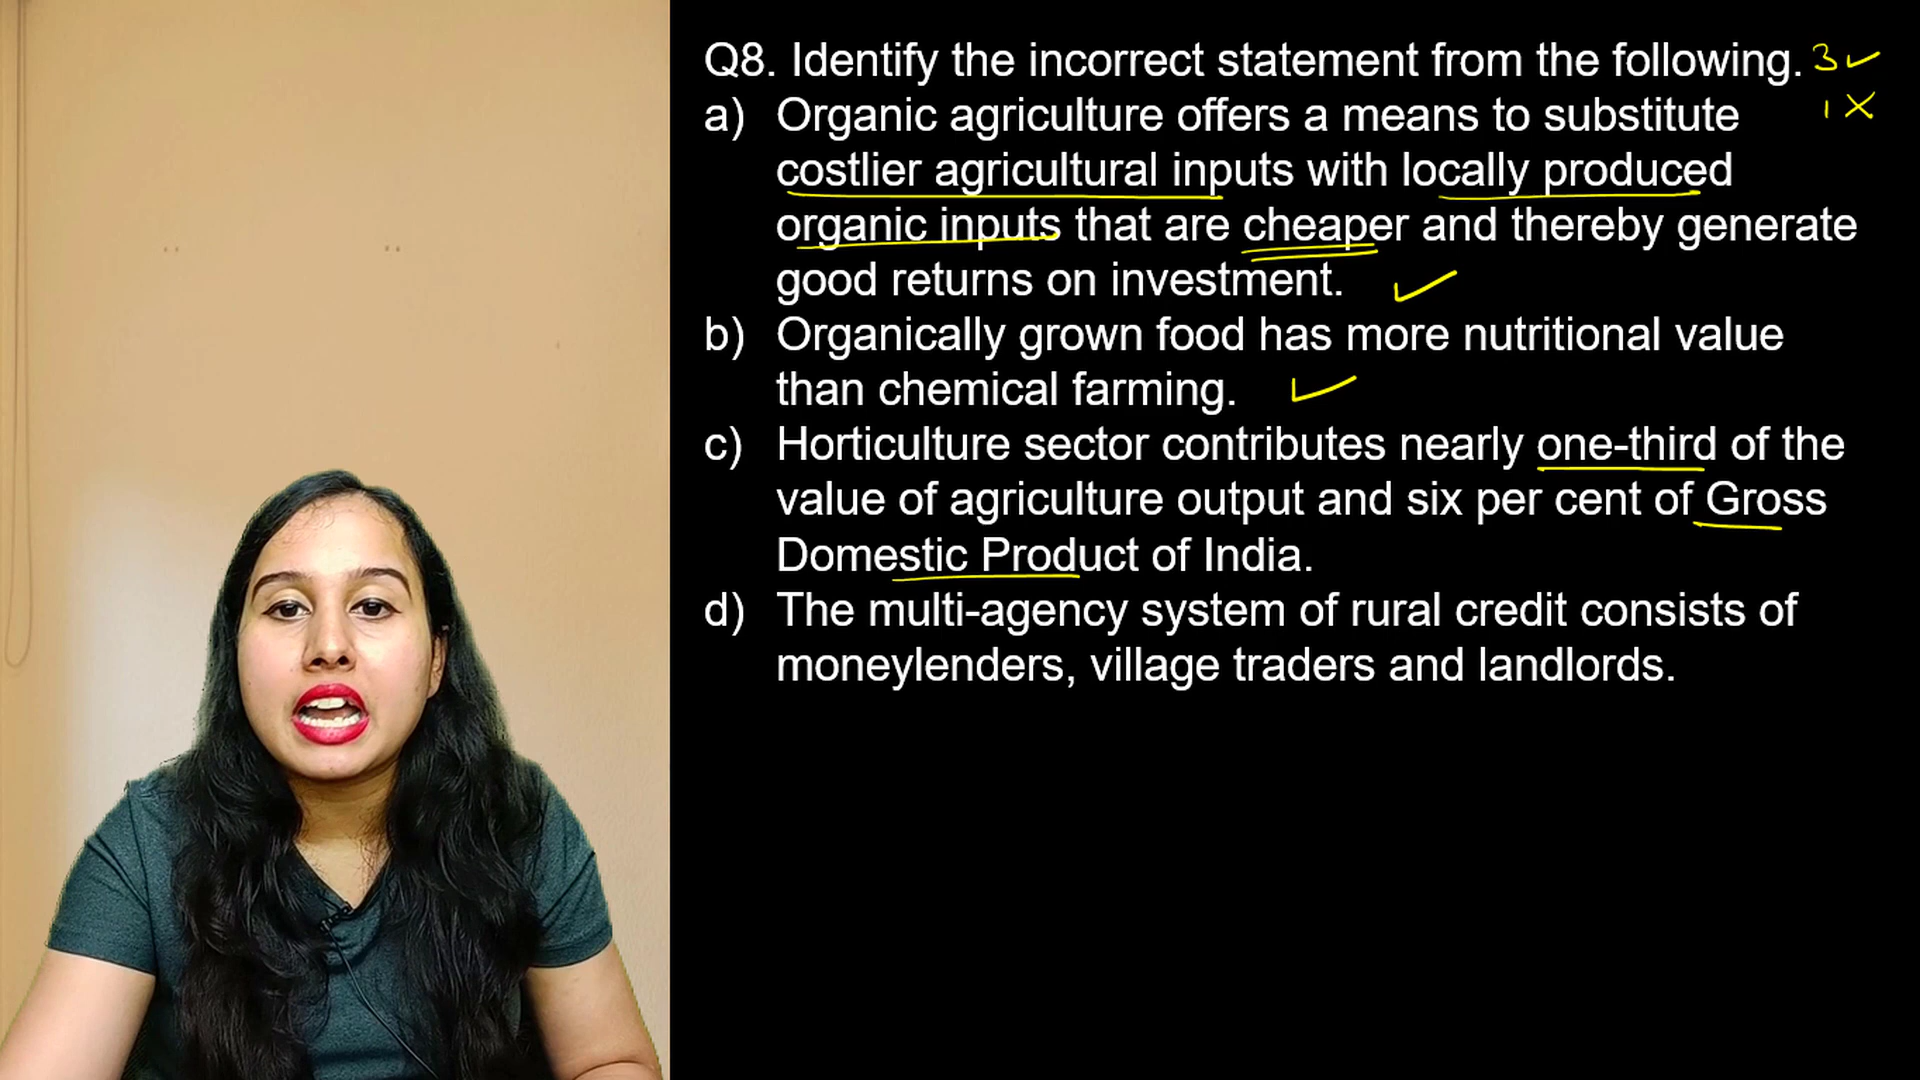 Q8. Identify the incorrect statement from the following. 3 ✓
1 X
a) Organic agriculture offers a means to substitute
costlier agricultural inputs with locally produced
organic inputs that are cheaper and thereby generate
good returns on investment. ✓
b) Organically grown food has more nutritional value
than chemical farming. ✓
c) Horticulture sector contributes nearly one-third of the
value of agriculture output and six per cent of Gross
Domestic Product of India.
d) The multi-agency system of rural credit consists of
moneylenders, village traders and landlords.